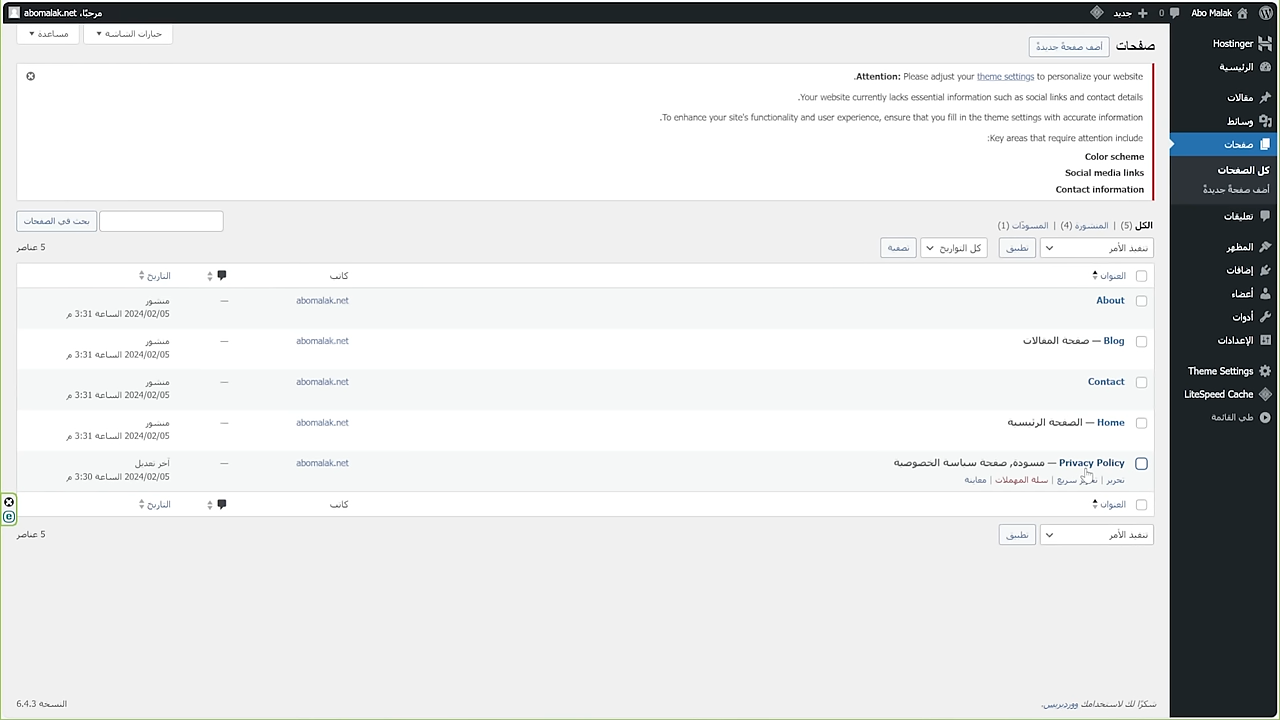 Abo Malak
0
جديد
مرحبًا، abomalak.net
Hostinger
الرئيسية
مقالات
وسائط
صفحات
كل الصفحات
أضف صفحةً جديدةً
تعليقات
المظهر
إضافات
أعضاء
أدوات
الإعدادات
Theme Settings
LiteSpeed Cache
طي القائمة
خيارات الشاشة
مساعدة
صفحات
أضف صفحةً جديدةً
Attention: Please adjust your theme settings to personalize your website.
Your website currently lacks essential information such as social links and contact details.
To enhance your site's functionality and user experience, ensure that you fill in the theme settings with accurate information.
Key areas that require attention include:
Color scheme
Social media links
Contact information
الكل (5) | المنشورة (4) | المسودّات (1)
بحث في الصفحات
تنفيذ الأمر
تطبيق
كل التواريخ
تصفية
5 عناصر
العنوان
كاتب
التاريخ
About
abomalak.net
—
منشور
2024/02/05 الساعة 3:31 م
Blog — صفحة المقالات
abomalak.net
—
منشور
2024/02/05 الساعة 3:31 م
Contact
abomalak.net
—
منشور
2024/02/05 الساعة 3:31 م
Home — الصفحة الرئيسية
abomalak.net
—
منشور
2024/02/05 الساعة 3:31 م
Privacy Policy — مسودة, صفحة سياسة الخصوصية
تحرير | تحرير سريع | سلة المهملات | معاينة
abomalak.net
—
آخر تعديل
2024/02/05 الساعة 3:30 م
العنوان
كاتب
التاريخ
تنفيذ الأمر
تطبيق
5 عناصر
شكرًا لك لاستخدامك ووردبريس.
النسخة 6.4.3